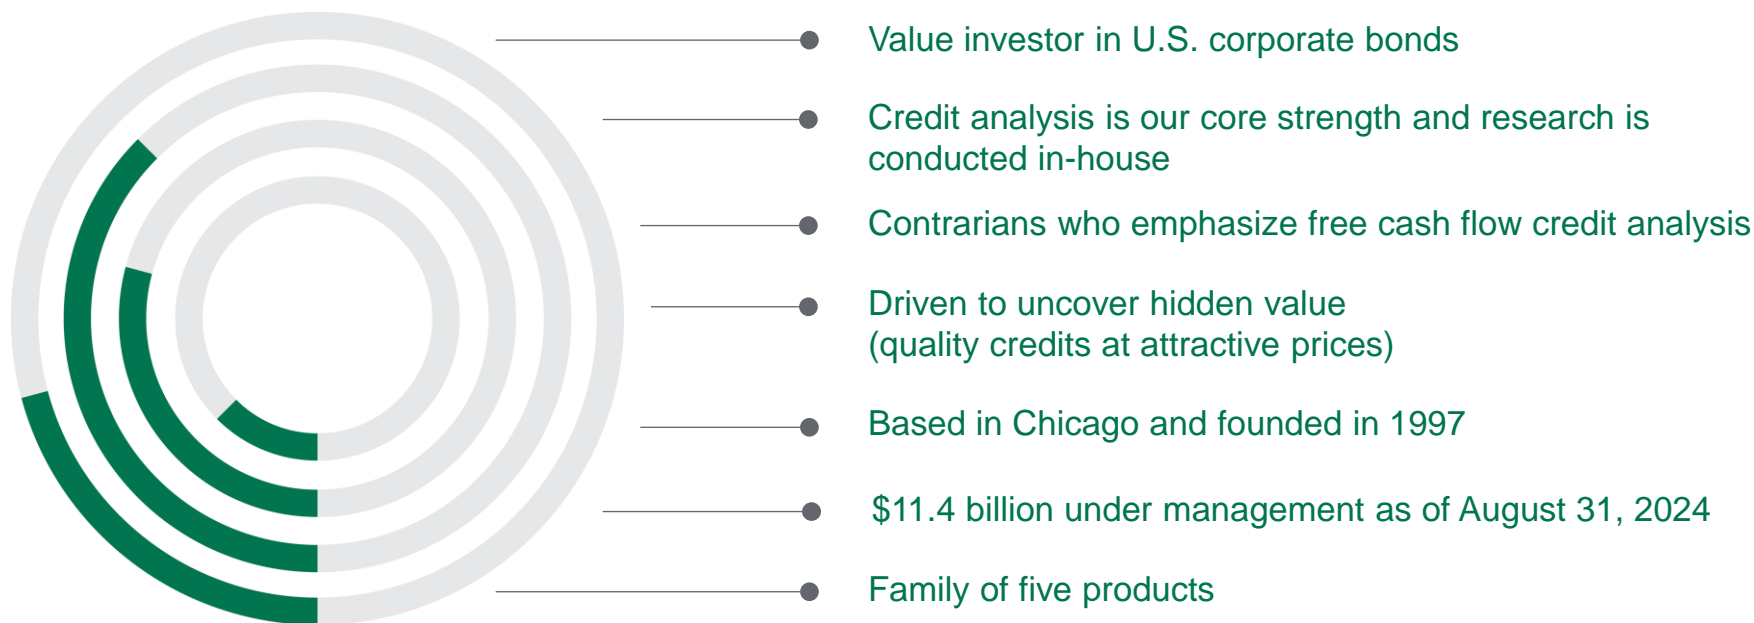 Value investor in U.S. corporate bonds
Credit analysis is our core strength and research is
conducted in-house
Contrarians who emphasize free cash flow credit analysis
Driven to uncover hidden value
(quality credits at attractive prices)
Based in Chicago and founded in 1997
$11.4 billion under management as of August 31, 2024
Family of five products